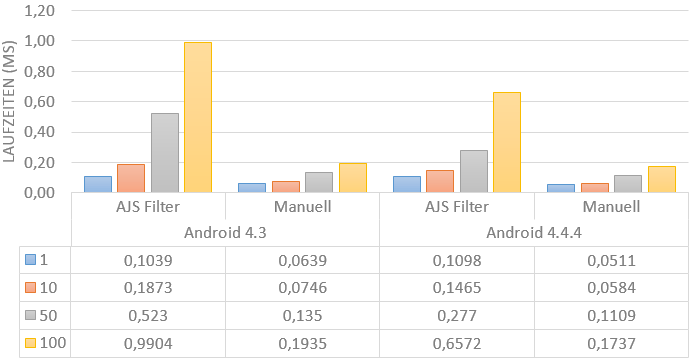 1,20
1,00
0,80
0,60
0,40
0,20
0,00
LAUFZEITEN (MS)
AJS Filter Manuell AJS Filter Manuell
Android 4.3 Android 4.4.4
1 0,1039 0,0639 0,1098 0,0511
10 0,1873 0,0746 0,1465 0,0584
50 0,523 0,135 0,277 0,1109
100 0,9904 0,1935 0,6572 0,1737